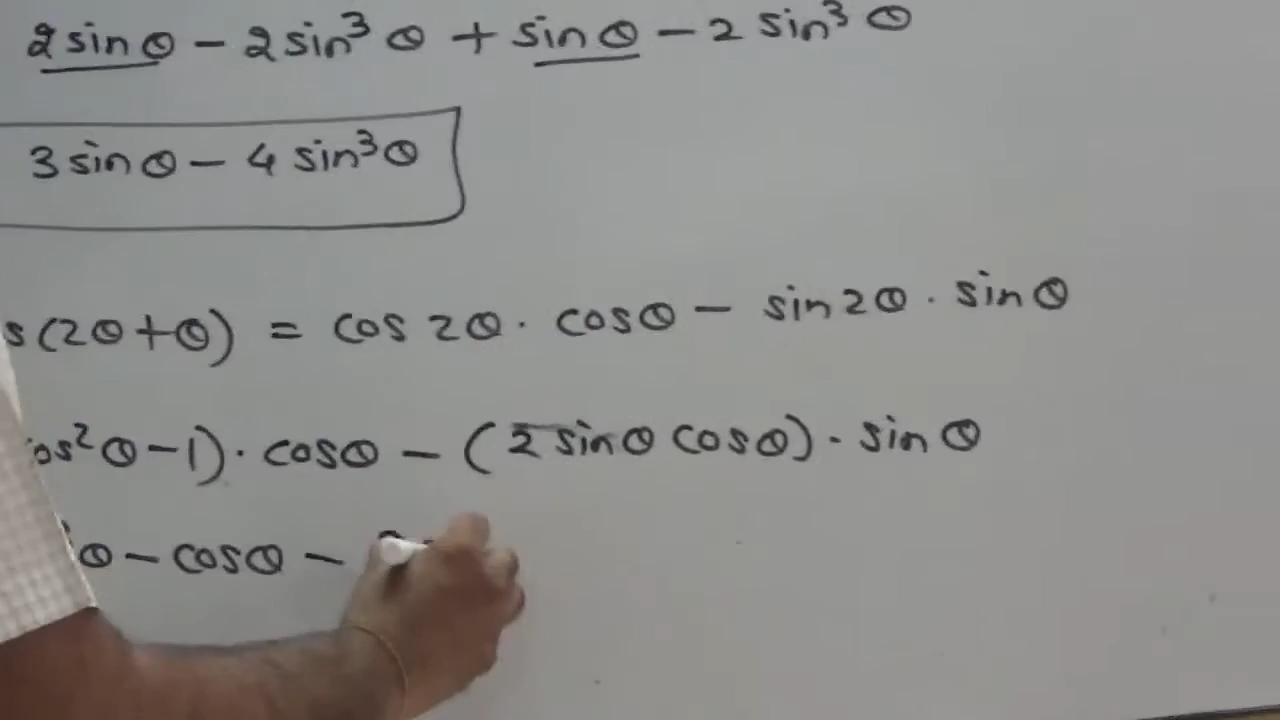 2 sin θ − 2 sin³ θ + sin θ − 2 sin³ θ
3 sin θ − 4 sin³ θ
s(2θ+θ) = cos 2θ · cos θ − sin 2θ · sin θ
os² θ − 1) · cos θ − (2 sin θ cos θ) · sin θ
θ − cos θ −